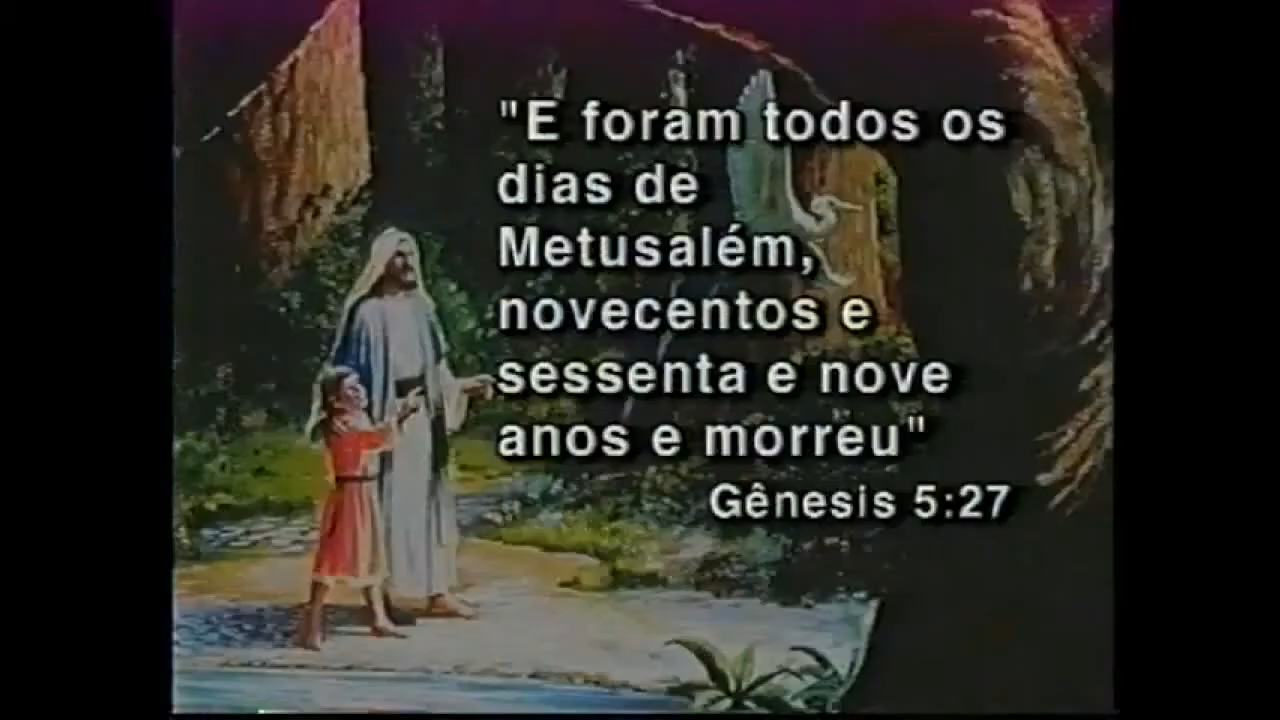 "E foram todos os
dias de
Metusalém,
novecentos e
sessenta e nove
anos e morreu"
Gênesis 5:27